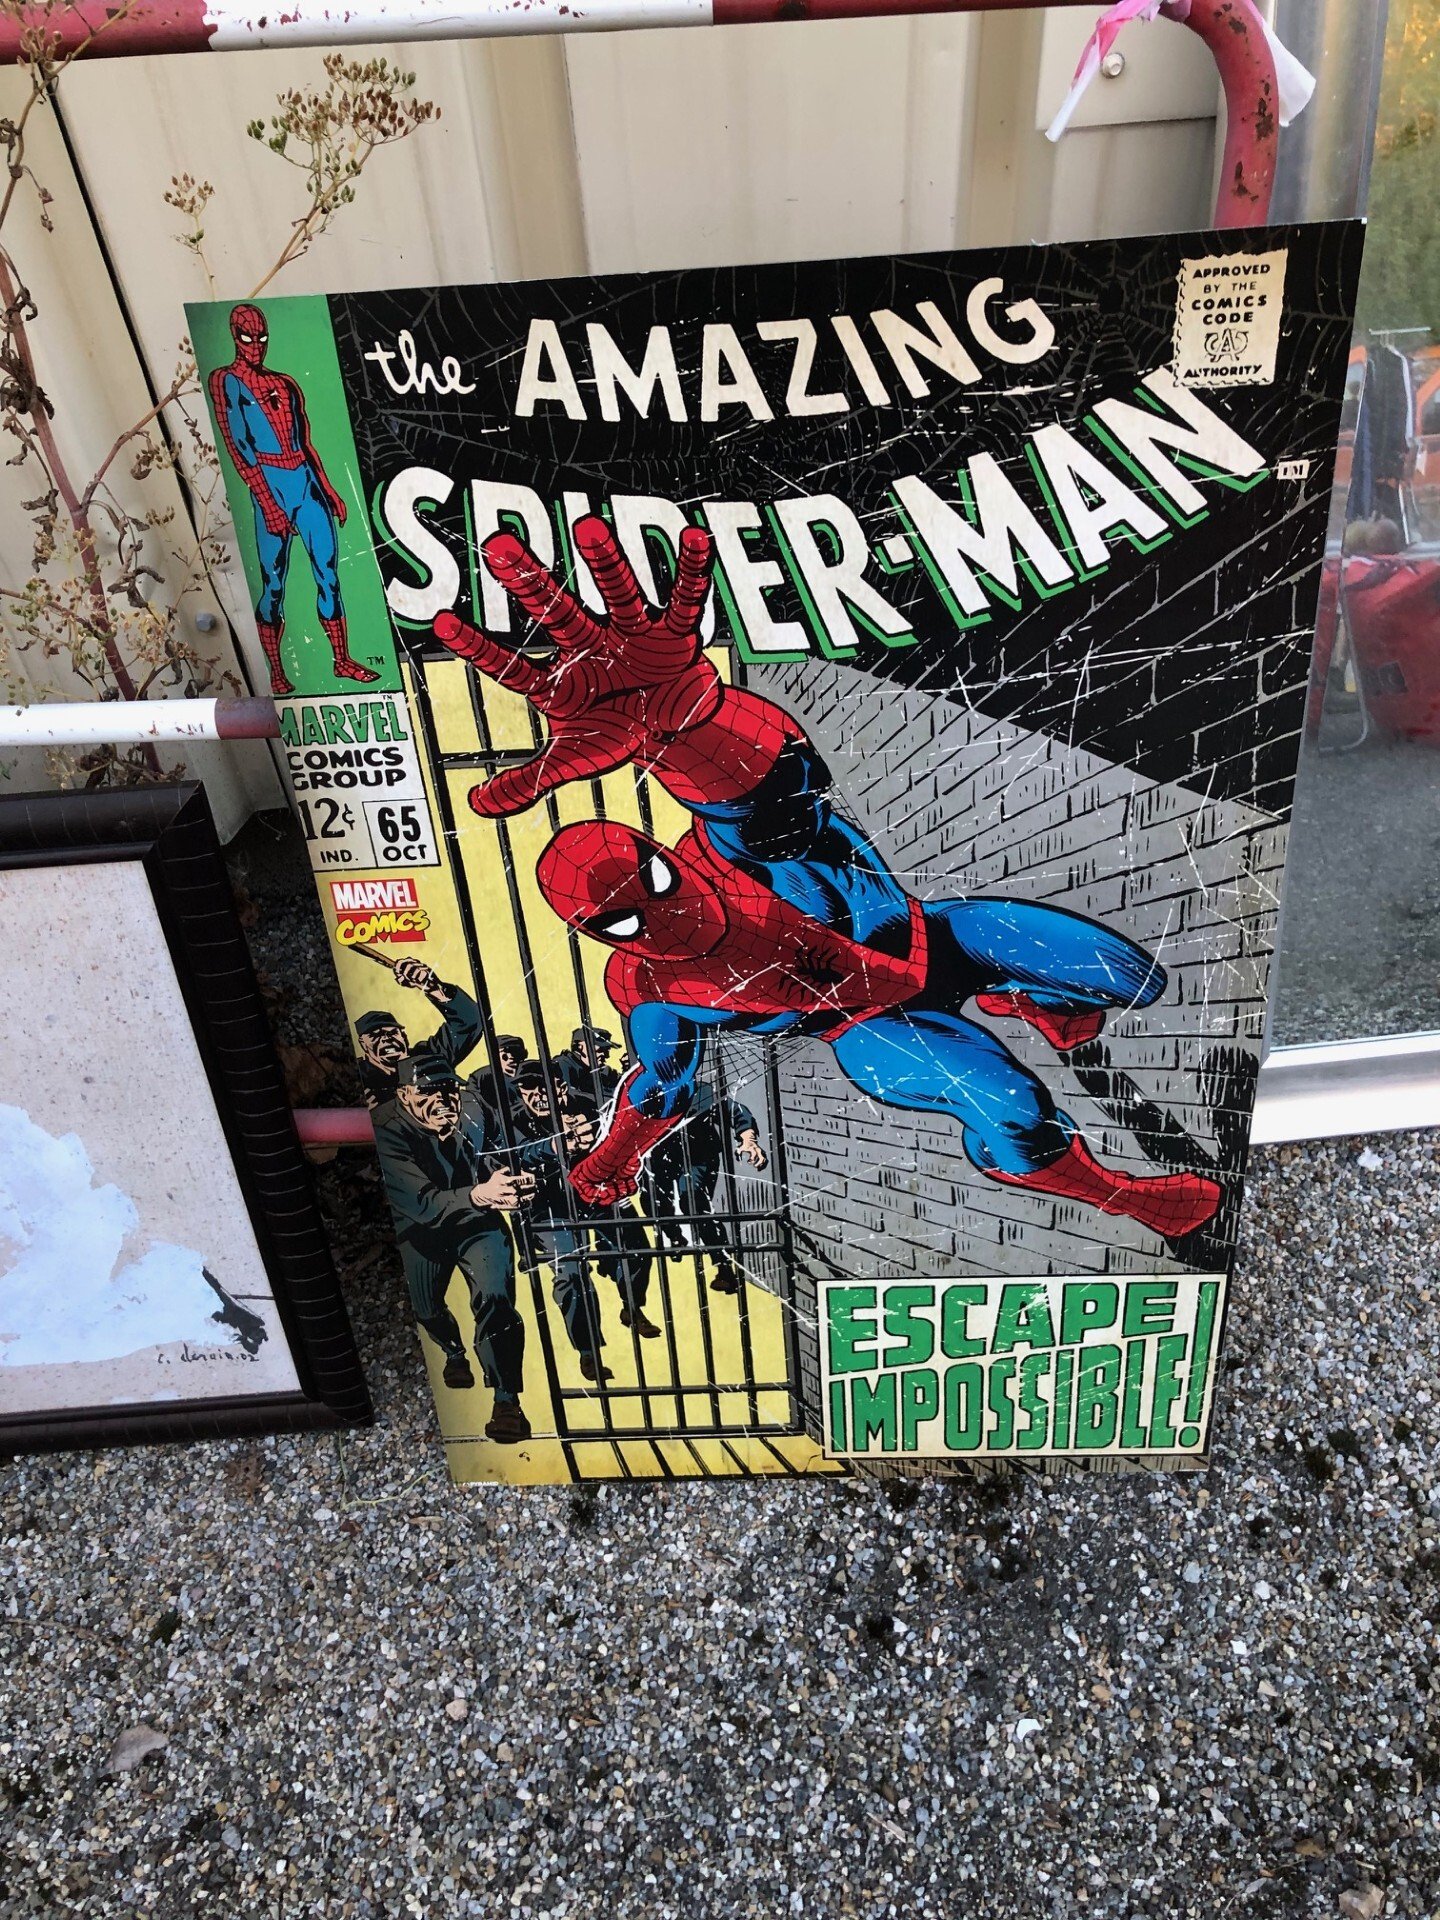 the AMAZING
SPIDER-MAN
TM
APPROVED
BY THE
COMICS
CODE
A
AUTHORITY
TM
MARVEL
TM
COMICS
GROUP
12¢
IND.
65
OCT
MARVEL
COMICS
ESCAPE
IMPOSSIBLE!